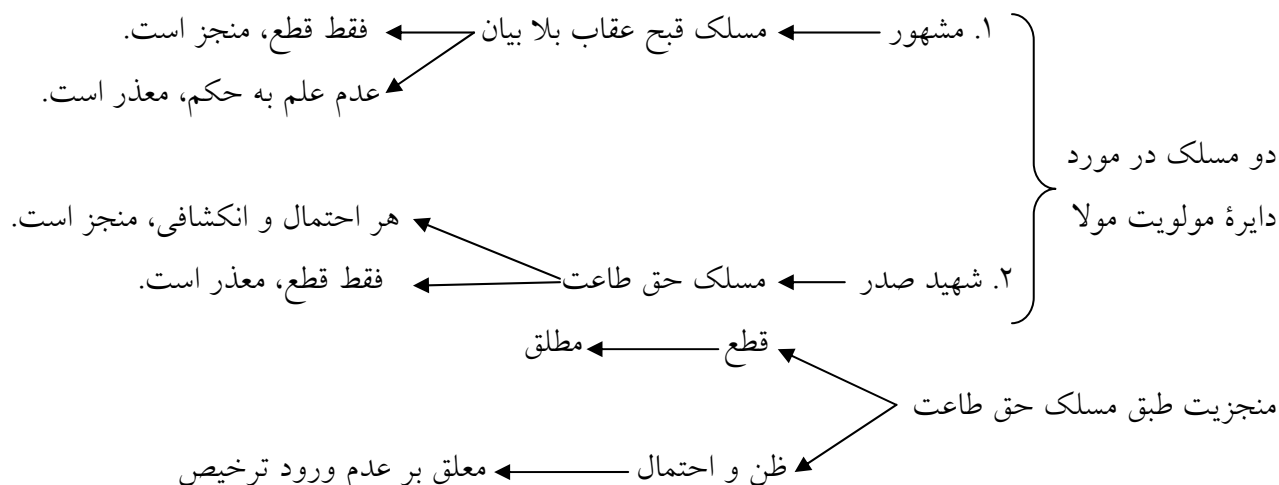 ۱. مشهور مسلک قبح عقاب بلا بیان فقط قطع، منجز است.
عدم علم به حکم، معذر است.
دو مسلک در مورد
دایرۀ مولویت مولا
هر احتمال و انکشافی، منجز است.
۲. شهید صدر مسلک حق طاعت فقط قطع، معذر است.
قطع مطلق
منجزیت طبق مسلک حق طاعت
ظن و احتمال معلق بر عدم ورود ترخیص